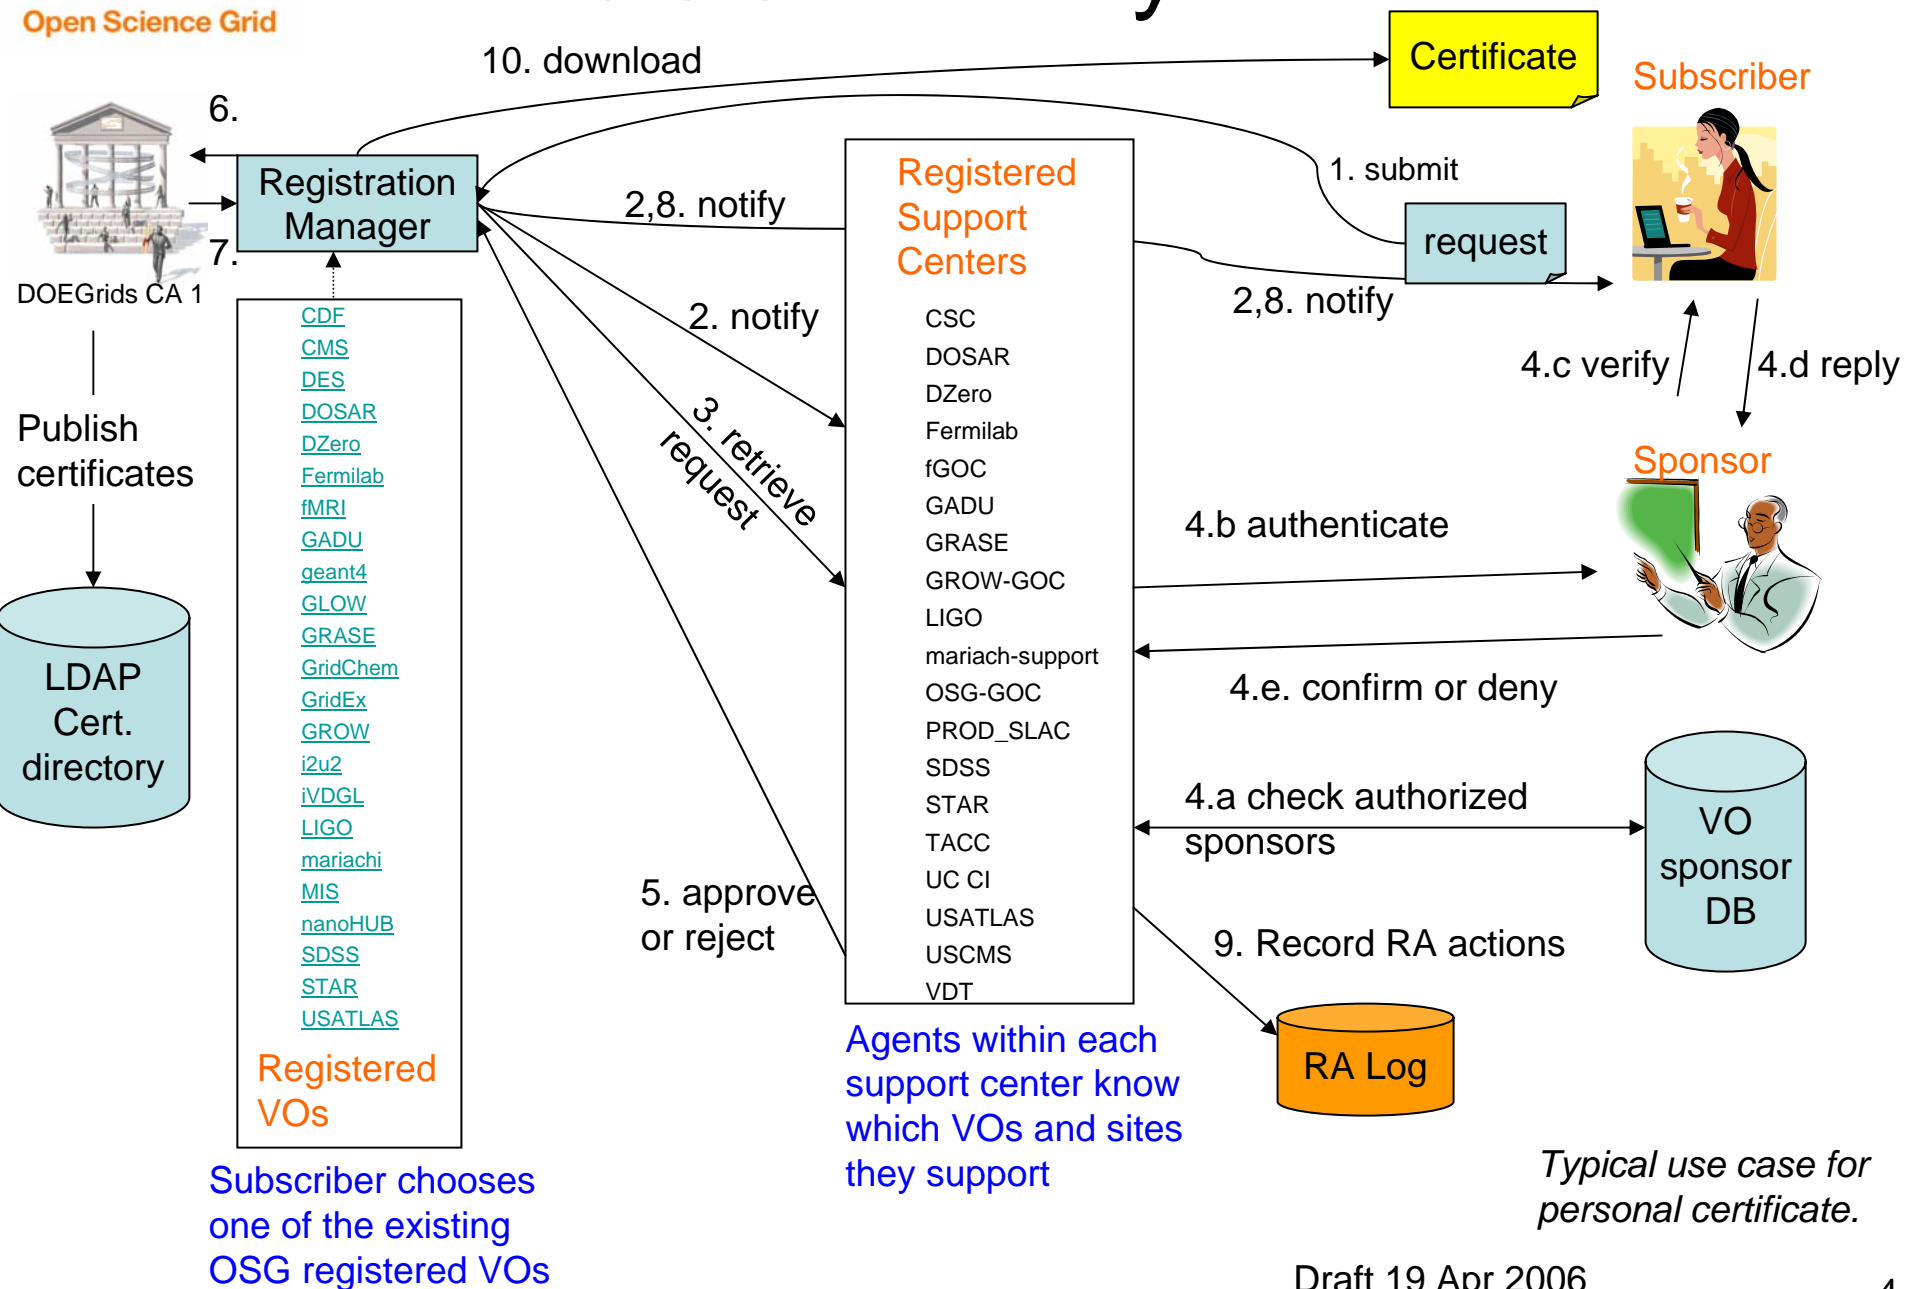 Open Science Grid
10. download
Certificate
Subscriber
6.
Registration
Manager
7.
DOEGrids CA 1
2,8. notify
1. submit
request
2,8. notify
2. notify
3. retrieve
request
4.c verify
4.d reply
Publish
certificates
LDAP
Cert.
directory
CDF
CMS
DES
DOSAR
DZero
Fermilab
fMRI
GADU
geant4
GLOW
GRASE
GridChem
GridEx
GROW
i2u2
iVDGL
LIGO
mariachi
MIS
nanoHUB
SDSS
STAR
USATLAS
Registered
VOs
Subscriber chooses
one of the existing
OSG registered VOs
Registered
Support
Centers
CSC
DOSAR
DZero
Fermilab
fGOC
GADU
GRASE
GROW-GOC
LIGO
mariach-support
OSG-GOC
PROD_SLAC
SDSS
STAR
TACC
UC CI
USATLAS
USCMS
VDT
Agents within each
support center know
which VOs and sites
they support
Sponsor
4.b authenticate
4.e. confirm or deny
4.a check authorized
sponsors
VO
sponsor
DB
5. approve
or reject
9. Record RA actions
RA Log
Typical use case for
personal certificate.
Draft 19 Apr 2006
4